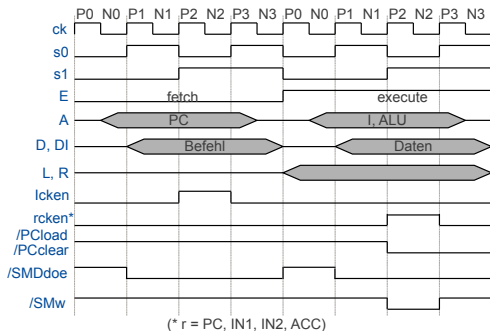 P0 N0 P1 N1 P2 N2 P3 N3 P0 N0 P1 N1 P2 N2 P3 N3
ck
s0
s1
E fetch execute
A PC I, ALU
D, DI Befehl Daten
L, R
Icken
rcken*
/PCload
/PCclear
/SMDdoe
/SMw
(* r = PC, IN1, IN2, ACC)